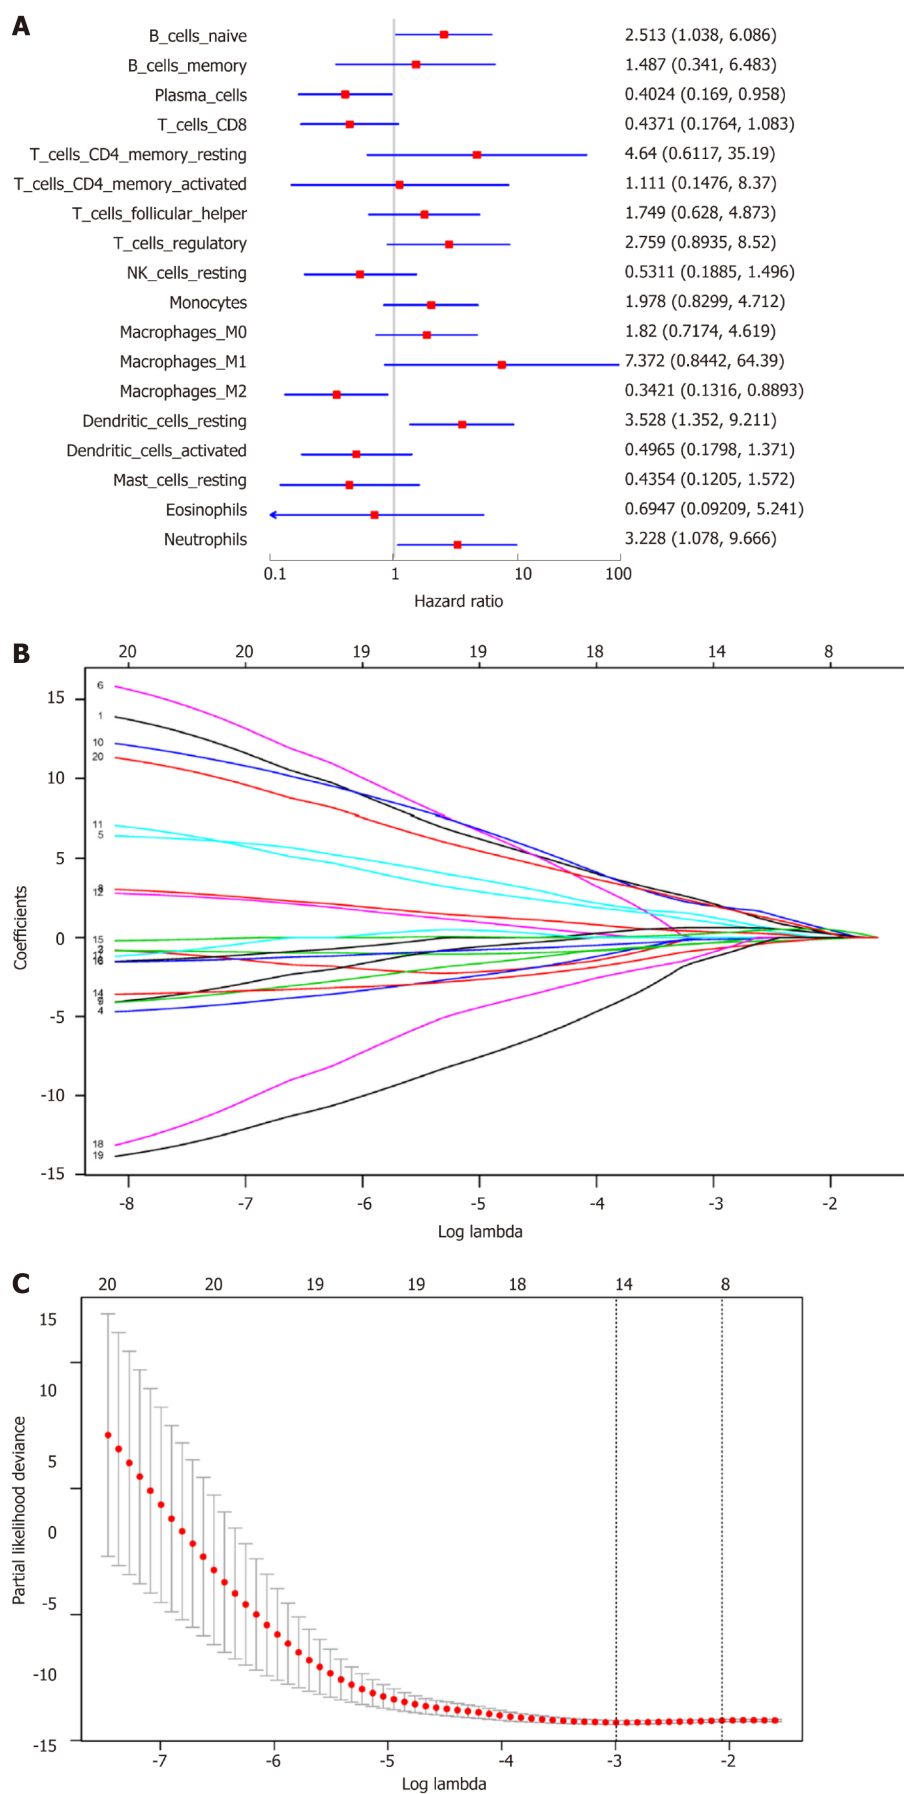 A
B_cells_naive 2.513 (1.038, 6.086)
B_cells_memory 1.487 (0.341, 6.483)
Plasma_cells 0.4024 (0.169, 0.958)
T_cells_CD8 0.4371 (0.1764, 1.083)
T_cells_CD4_memory_resting 4.64 (0.6117, 35.19)
T_cells_CD4_memory_activated 1.111 (0.1476, 8.37)
T_cells_follicular_helper 1.749 (0.628, 4.873)
T_cells_regulatory 2.759 (0.8935, 8.52)
NK_cells_resting 0.5311 (0.1885, 1.496)
Monocytes 1.978 (0.8299, 4.712)
Macrophages_M0 1.82 (0.7174, 4.619)
Macrophages_M1 7.372 (0.8442, 64.39)
Macrophages_M2 0.3421 (0.1316, 0.8893)
Dendritic_cells_resting 3.528 (1.352, 9.211)
Dendritic_cells_activated 0.4965 (0.1798, 1.371)
Mast_cells_resting 0.4354 (0.1205, 1.572)
Eosinophils 0.6947 (0.09209, 5.241)
Neutrophils 3.228 (1.078, 9.666)
0.1 1 10 100
Hazard ratio
B
20 20 19 19 18 14 8
15
10
5
0
-5
-10
-15
Coefficients
6
1
10
20
11
5
8
12
15
14
9
4
18
19
-8 -7 -6 -5 -4 -3 -2
Log lambda
C
20 20 19 19 18 14 8
15
10
5
0
-5
-10
-15
Partial likelihood deviance
-7 -6 -5 -4 -3 -2
Log lambda